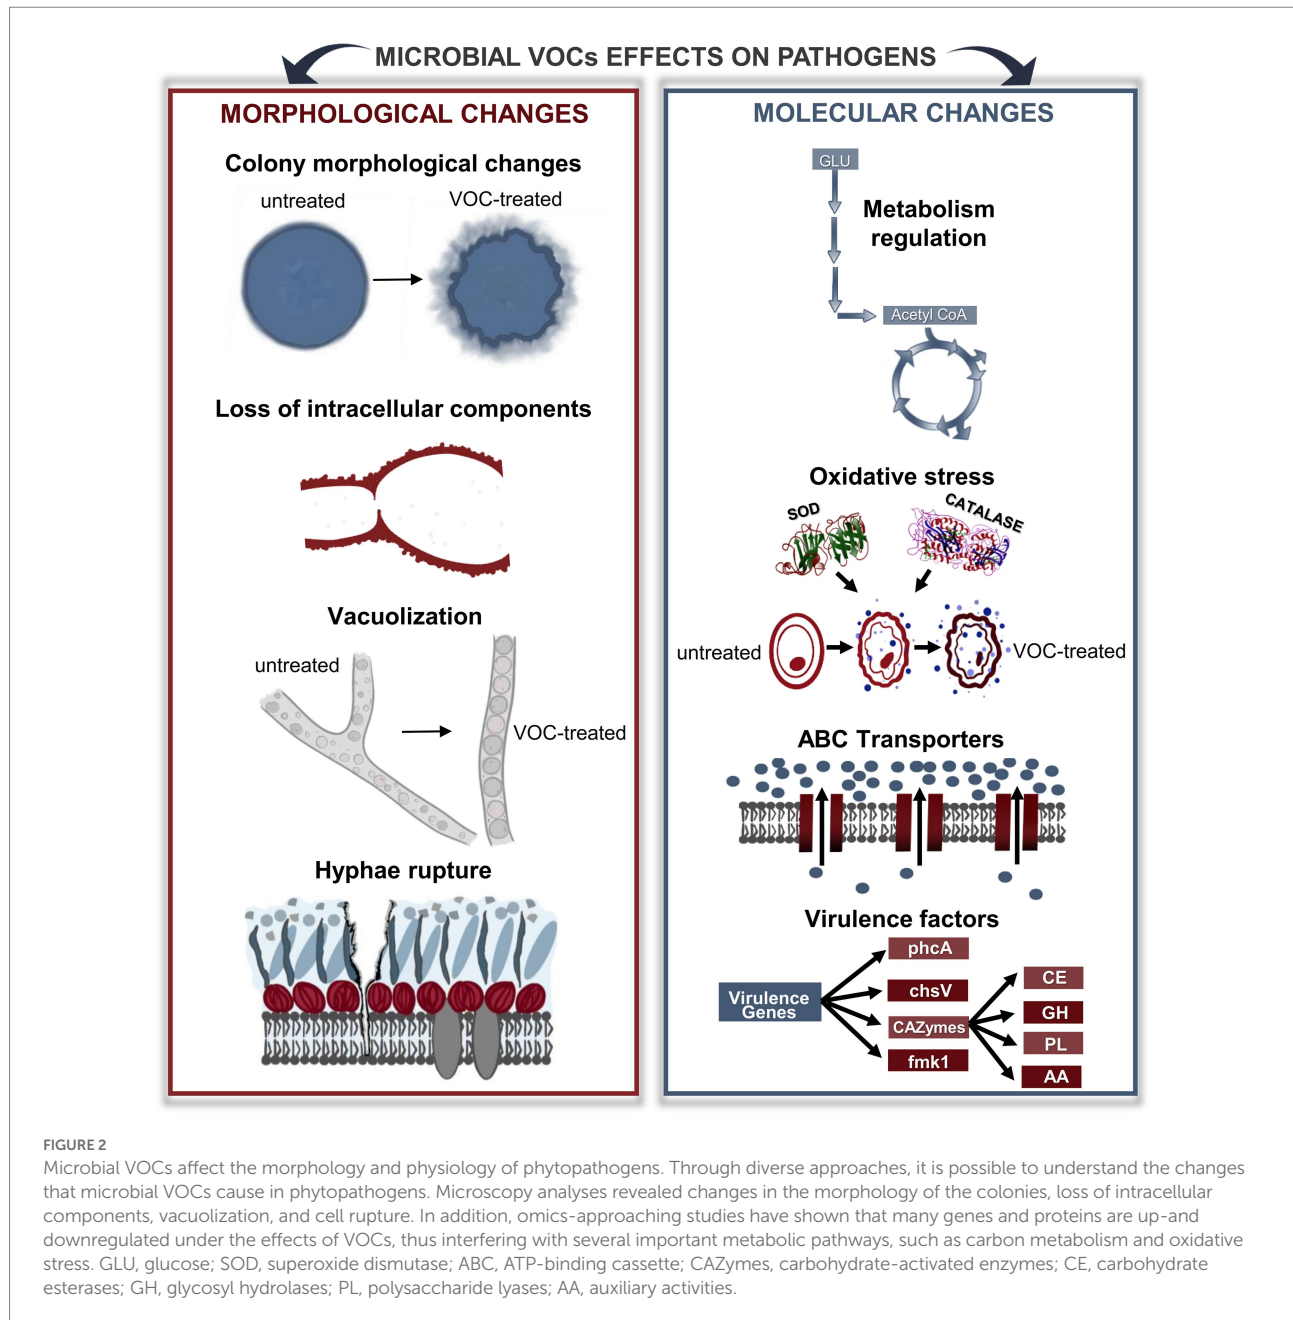 MICROBIAL VOCs EFFECTS ON PATHOGENS
MORPHOLOGICAL CHANGES
Colony morphological changes
untreated
VOC-treated
Loss of intracellular components
Vacuolization
untreated
VOC-treated
Hyphae rupture
MOLECULAR CHANGES
GLU
Metabolism
regulation
Acetyl CoA
Oxidative stress
SOD
CATALASE
untreated
VOC-treated
ABC Transporters
Virulence factors
Virulence
Genes
phcA
chsV
CAZymes
fmk1
CE
GH
PL
AA
FIGURE 2
Microbial VOCs affect the morphology and physiology of phytopathogens. Through diverse approaches, it is possible to understand the changes
that microbial VOCs cause in phytopathogens. Microscopy analyses revealed changes in the morphology of the colonies, loss of intracellular
components, vacuolization, and cell rupture. In addition, omics-approaching studies have shown that many genes and proteins are up-and
downregulated under the effects of VOCs, thus interfering with several important metabolic pathways, such as carbon metabolism and oxidative
stress. GLU, glucose; SOD, superoxide dismutase; ABC, ATP-binding cassette; CAZymes, carbohydrate-activated enzymes; CE, carbohydrate
esterases; GH, glycosyl hydrolases; PL, polysaccharide lyases; AA, auxiliary activities.